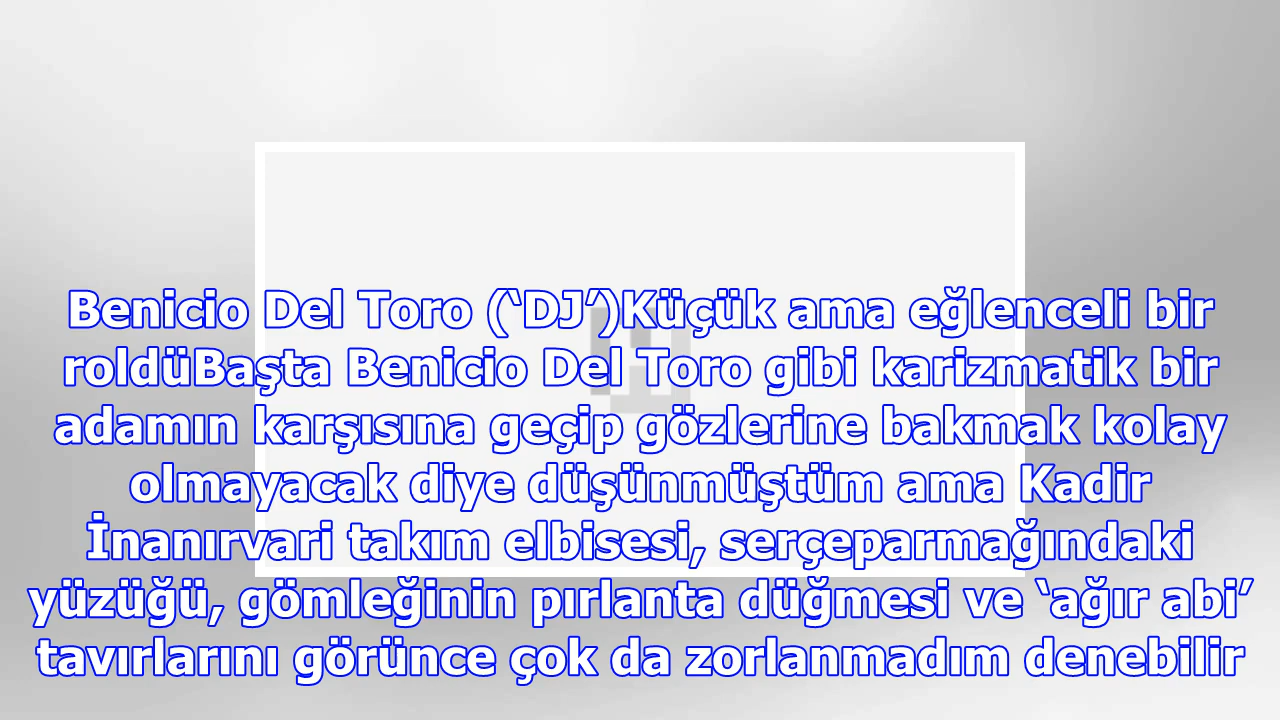 Benicio Del Toro (‘DJ’)Küçük ama eğlenceli bir
roldüBaşta Benicio Del Toro gibi karizmatik bir
adamın karşısına geçip gözlerine bakmak kolay
olmayacak diye düşünmüştüm ama Kadir
İnanırvari takım elbisesi, serçeparmağındaki
yüzüğü, gömleğinin pırlanta düğmesi ve ‘ağır abi’
tavırlarını görünce çok da zorlanmadım denebilir